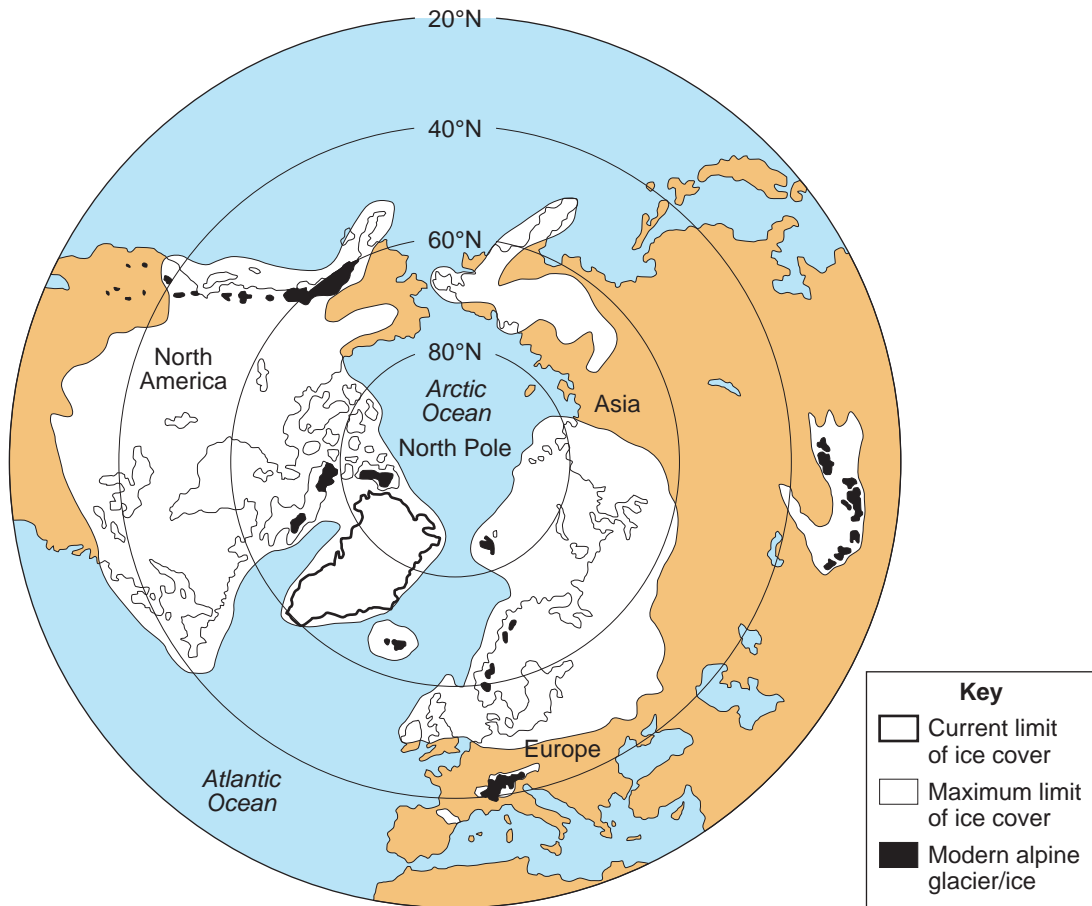 20°N
40°N
60°N
80°N
North
America
Arctic
Ocean
Asia
North Pole
Europe
Atlantic
Ocean
Key
Current limit
of ice cover
Maximum limit
of ice cover
Modern alpine
glacier/ice